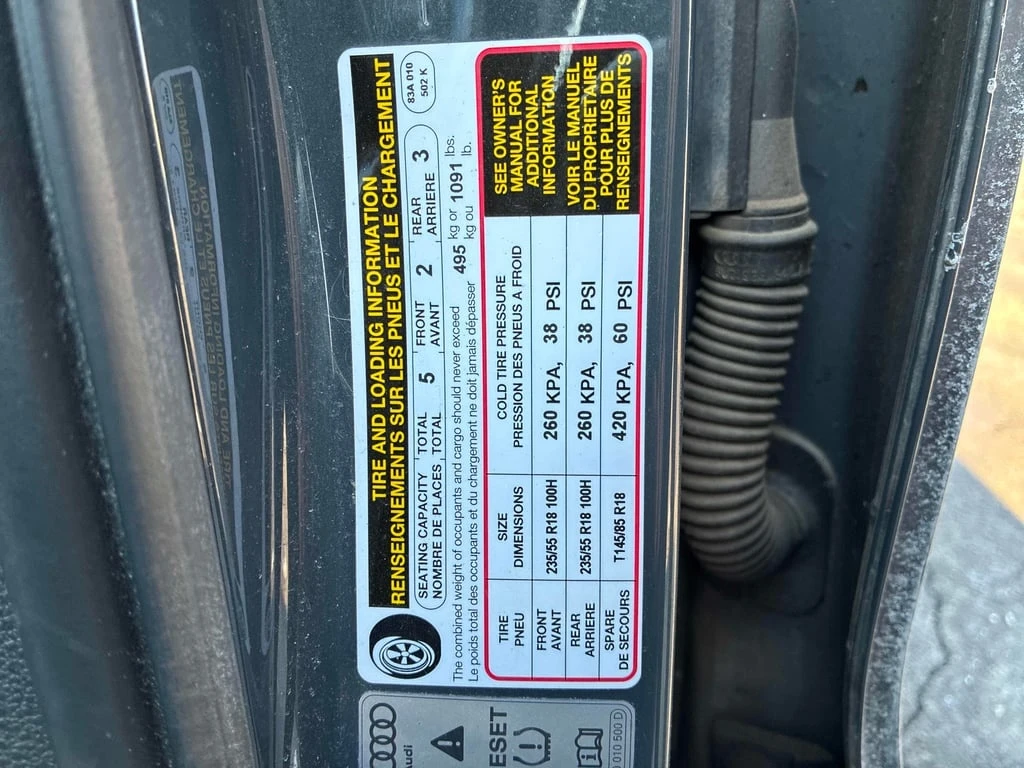 TIRE AND LOADING INFORMATION
RENSEIGNEMENTS SUR LES PNEUS ET LE CHARGEMENT
83A 010
502 K
SEATING CAPACITY TOTAL 5 FRONT 2 REAR 3
NOMBRE DE PLACES TOTAL AVANT ARRIERE
The combined weight of occupants and cargo should never exceed 495 kg or 1091 lbs.
Le poids total des occupants et du chargement ne doit jamais dépasser kg ou lb.
TIRE SIZE COLD TIRE PRESSURE
PNEU DIMENSIONS PRESSION DES PNEUS A FROID
FRONT AVANT 235/55 R18 100H 260 KPA, 38 PSI
REAR ARRIERE 235/55 R18 100H 260 KPA, 38 PSI
SPARE DE SECOURS T145/85 R18 420 KPA, 60 PSI
SEE OWNER'S
MANUAL FOR
ADDITIONAL
INFORMATION
VOIR LE MANUEL
DU PROPRIETAIRE
POUR PLUS DE
RENSEIGNEMENTS
Audi
ESET
010 500 D